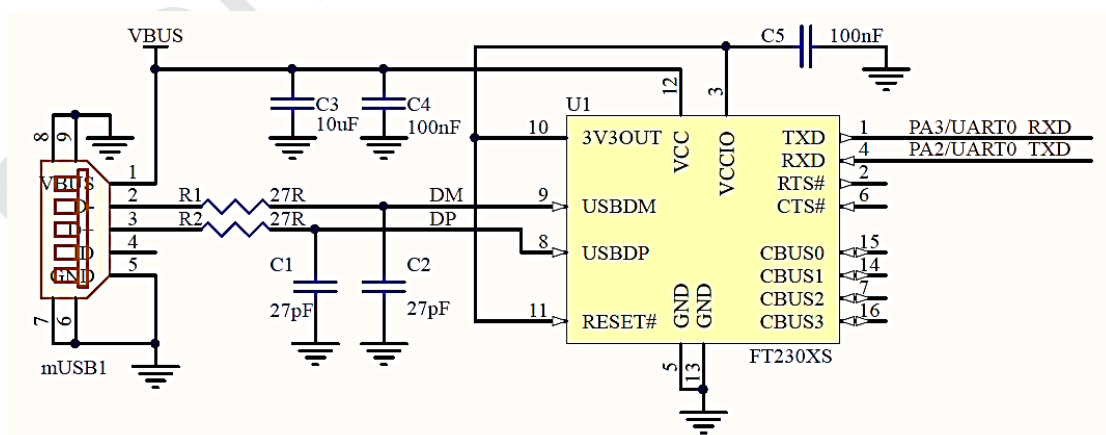 VBUS
C5
100nF
C3
10uF
C4
100nF
12
3
U1
8
9
VCC
VCCIO
10
3V3OUT
TXD
1
PA3/UART0_RXD
RXD
4
PA2/UART0_TXD
VBUS
1
RTS#
2
D-
2
R1
27R
DM
9
USBDM
CTS#
6
D+
3
R2
27R
DP
ID
4
8
USBDP
CBUS0
15
GND
5
C1
C2
CBUS1
14
27pF
27pF
CBUS2
7
11
RESET#
GND
GND
CBUS3
16
7
6
mUSB1
5
13
FT230XS